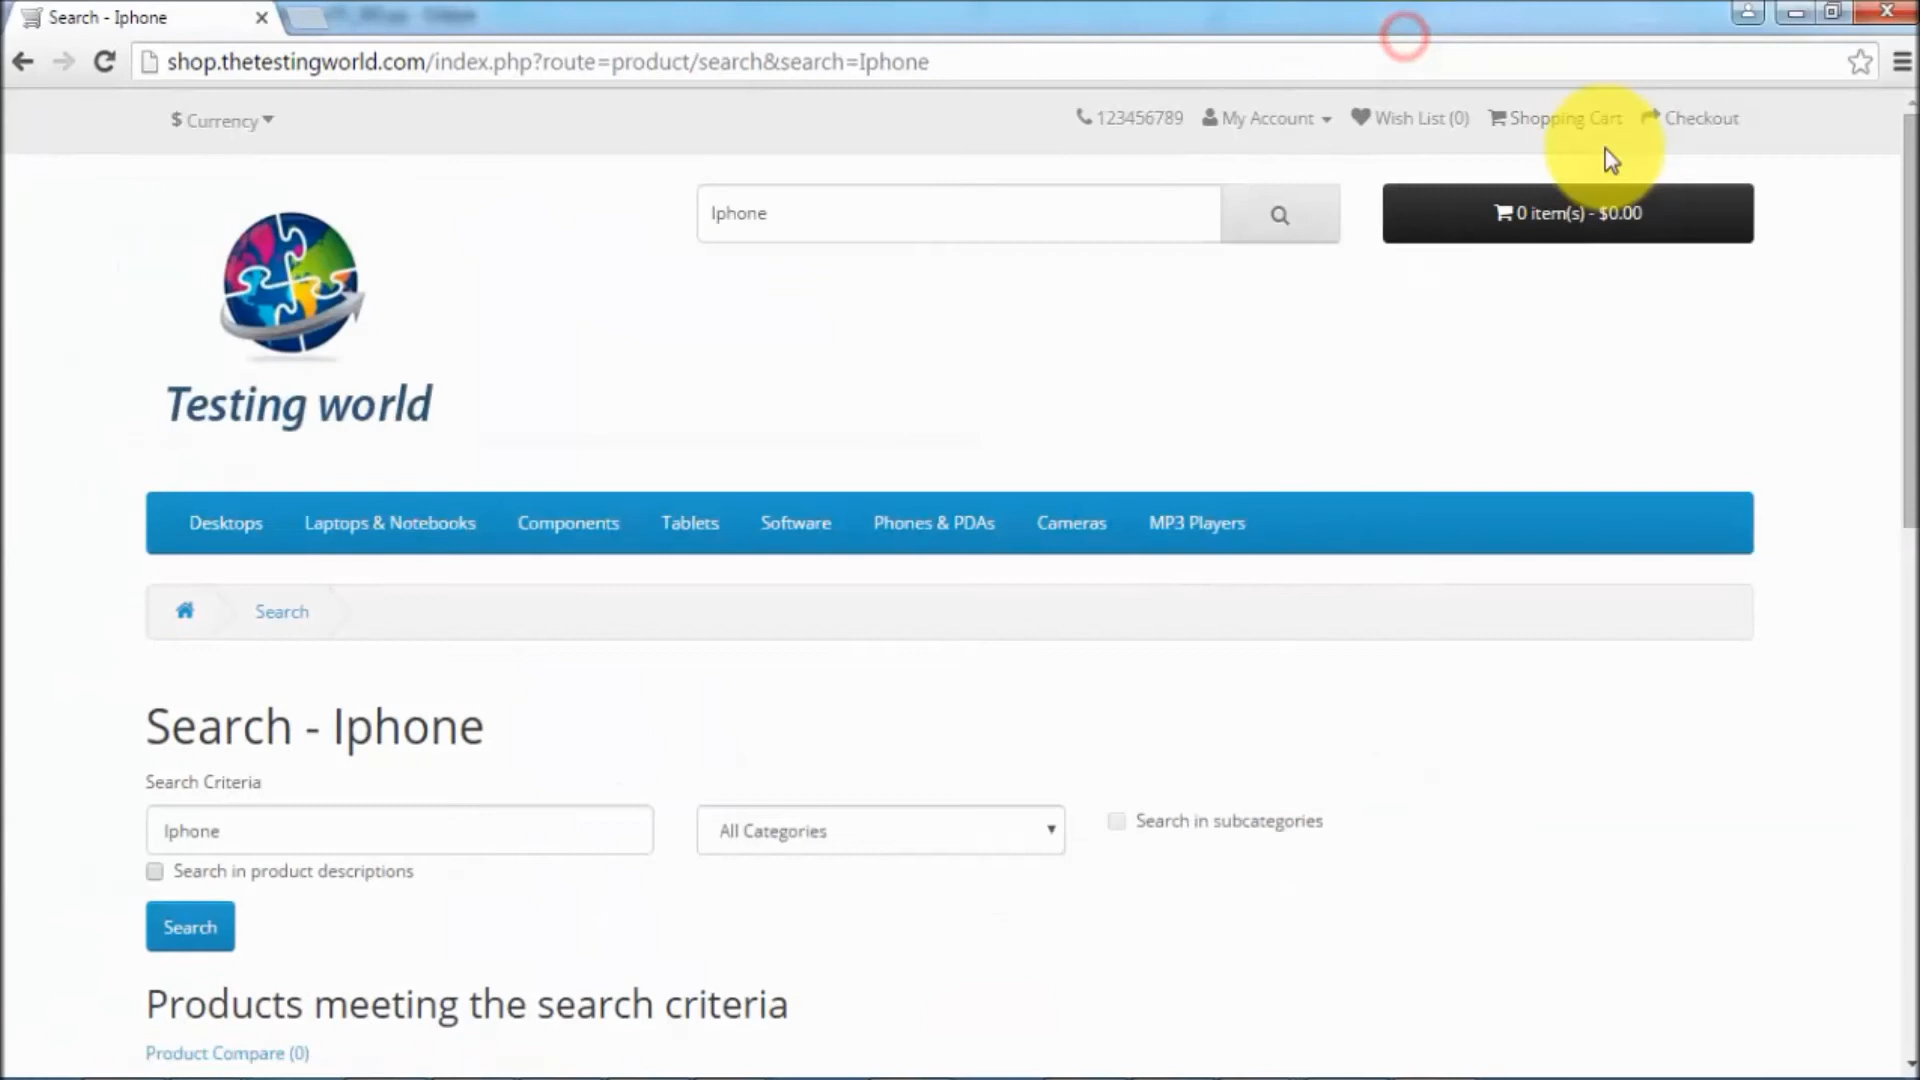 Search - Iphone
shop.thetestingworld.com/index.php?route=product/search&search=Iphone
$ Currency
123456789 My Account Wish List (0) Shopping Cart Checkout
Iphone
0 item(s) - $0.00
Testing world
Desktops Laptops & Notebooks Components Tablets Software Phones & PDAs Cameras MP3 Players
Search
Search - Iphone
Search Criteria
Iphone
All Categories
Search in subcategories
Search in product descriptions
Search
Products meeting the search criteria
Product Compare (0)